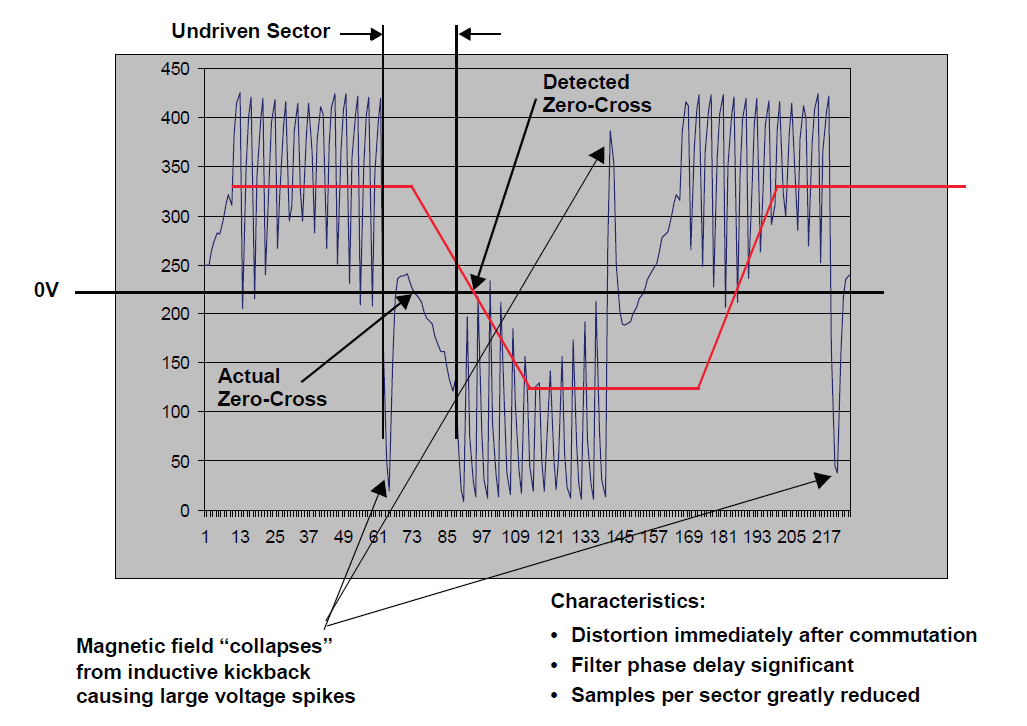 Undriven Sector
450
400
350
300
250
200
150
100
50
0
0V
Detected
Zero-Cross
Actual
Zero-Cross
1 13 25 37 49 61 73 85 97 109 121 133 145 157 169 181 193 205 217
Magnetic field “collapses”
from inductive kickback
causing large voltage spikes
Characteristics:
• Distortion immediately after commutation
• Filter phase delay significant
• Samples per sector greatly reduced